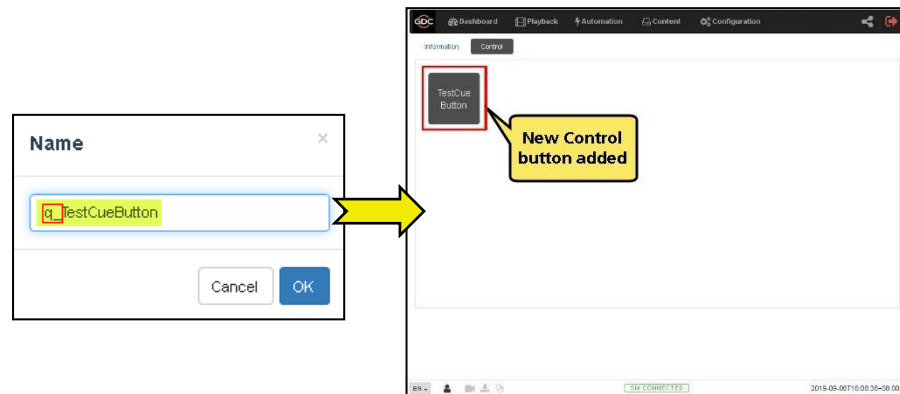 Name
×
q_TestCueButton
Cancel OK
GDC Dashboard Playback Automation Content Configuration
Information Control
TestCue
Button
New Control
button added
EN SM CONNECTED 2019-09-06T16:08:36+08:00